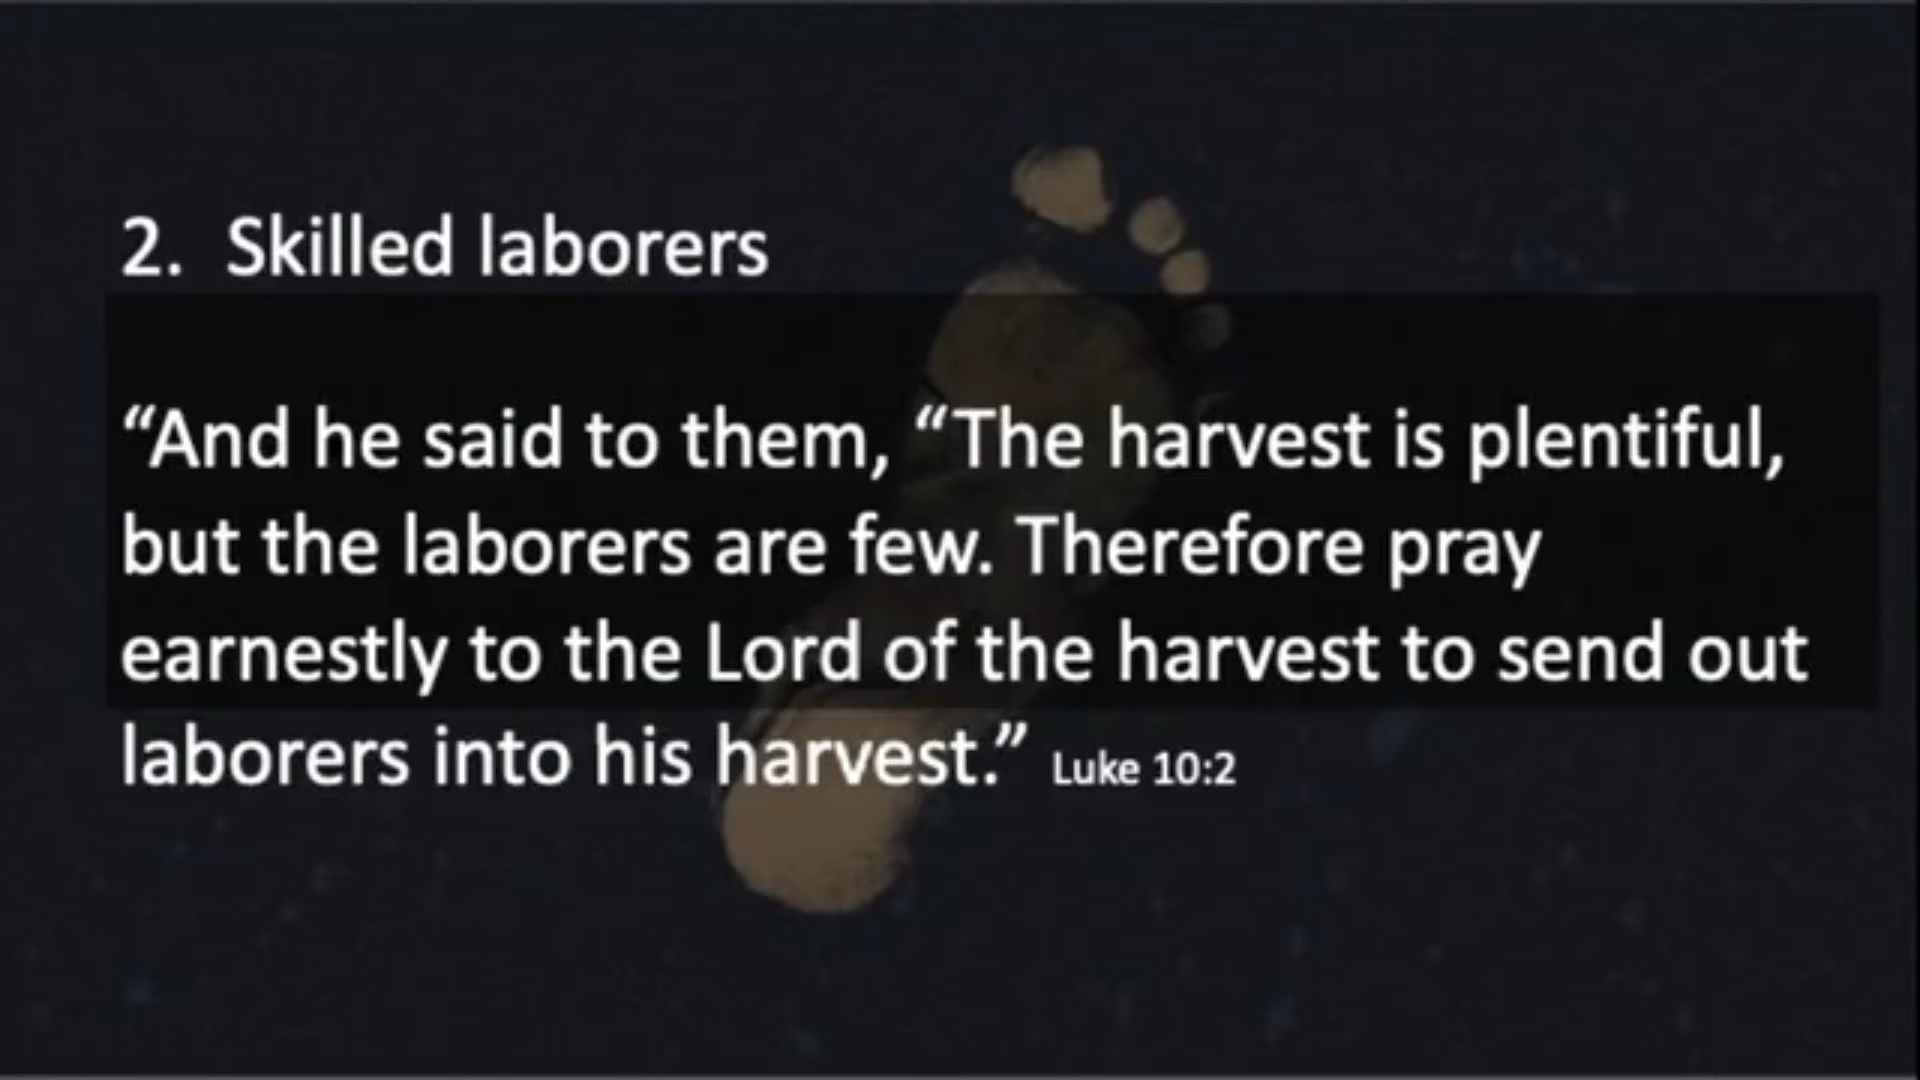 2. Skilled laborers
“And he said to them, “The harvest is plentiful,
but the laborers are few. Therefore pray
earnestly to the Lord of the harvest to send out
laborers into his harvest.” Luke 10:2